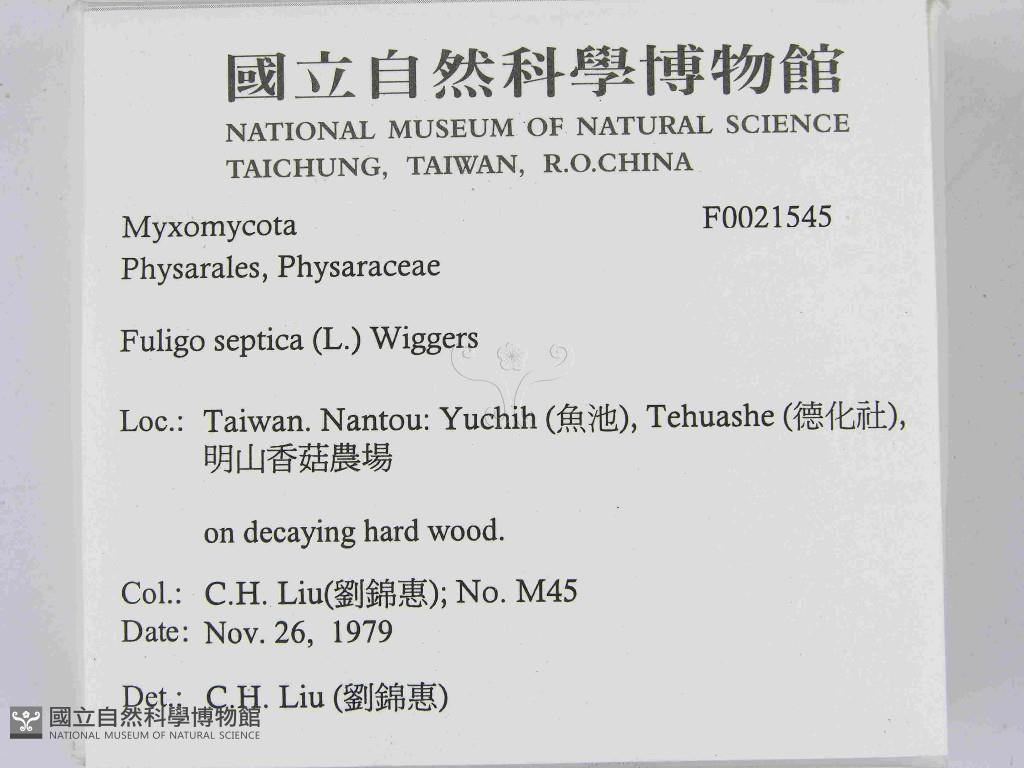 國立自然科學博物館
NATIONAL MUSEUM OF NATURAL SCIENCE
TAICHUNG, TAIWAN, R.O.CHINA
Myxomycota F0021545
Physarales, Physaraceae
Fuligo septica (L.) Wiggers
Loc.: Taiwan. Nantou: Yuchih (魚池), Tehuashe (德化社),
明山香菇農場
on decaying hard wood.
Col.: C.H. Liu(劉錦惠); No. M45
Date: Nov. 26, 1979
Det.: C.H. Liu (劉錦惠)
國立自然科學博物館
NATIONAL MUSEUM OF NATURAL SCIENCE